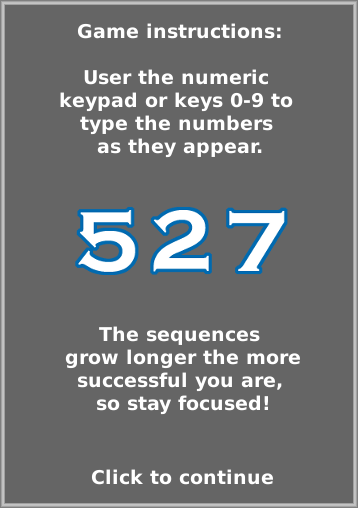 Game instructions:
User the numeric
keypad or keys 0-9 to
type the numbers
as they appear.
527
The sequences
grow longer the more
successful you are,
so stay focused!
Click to continue